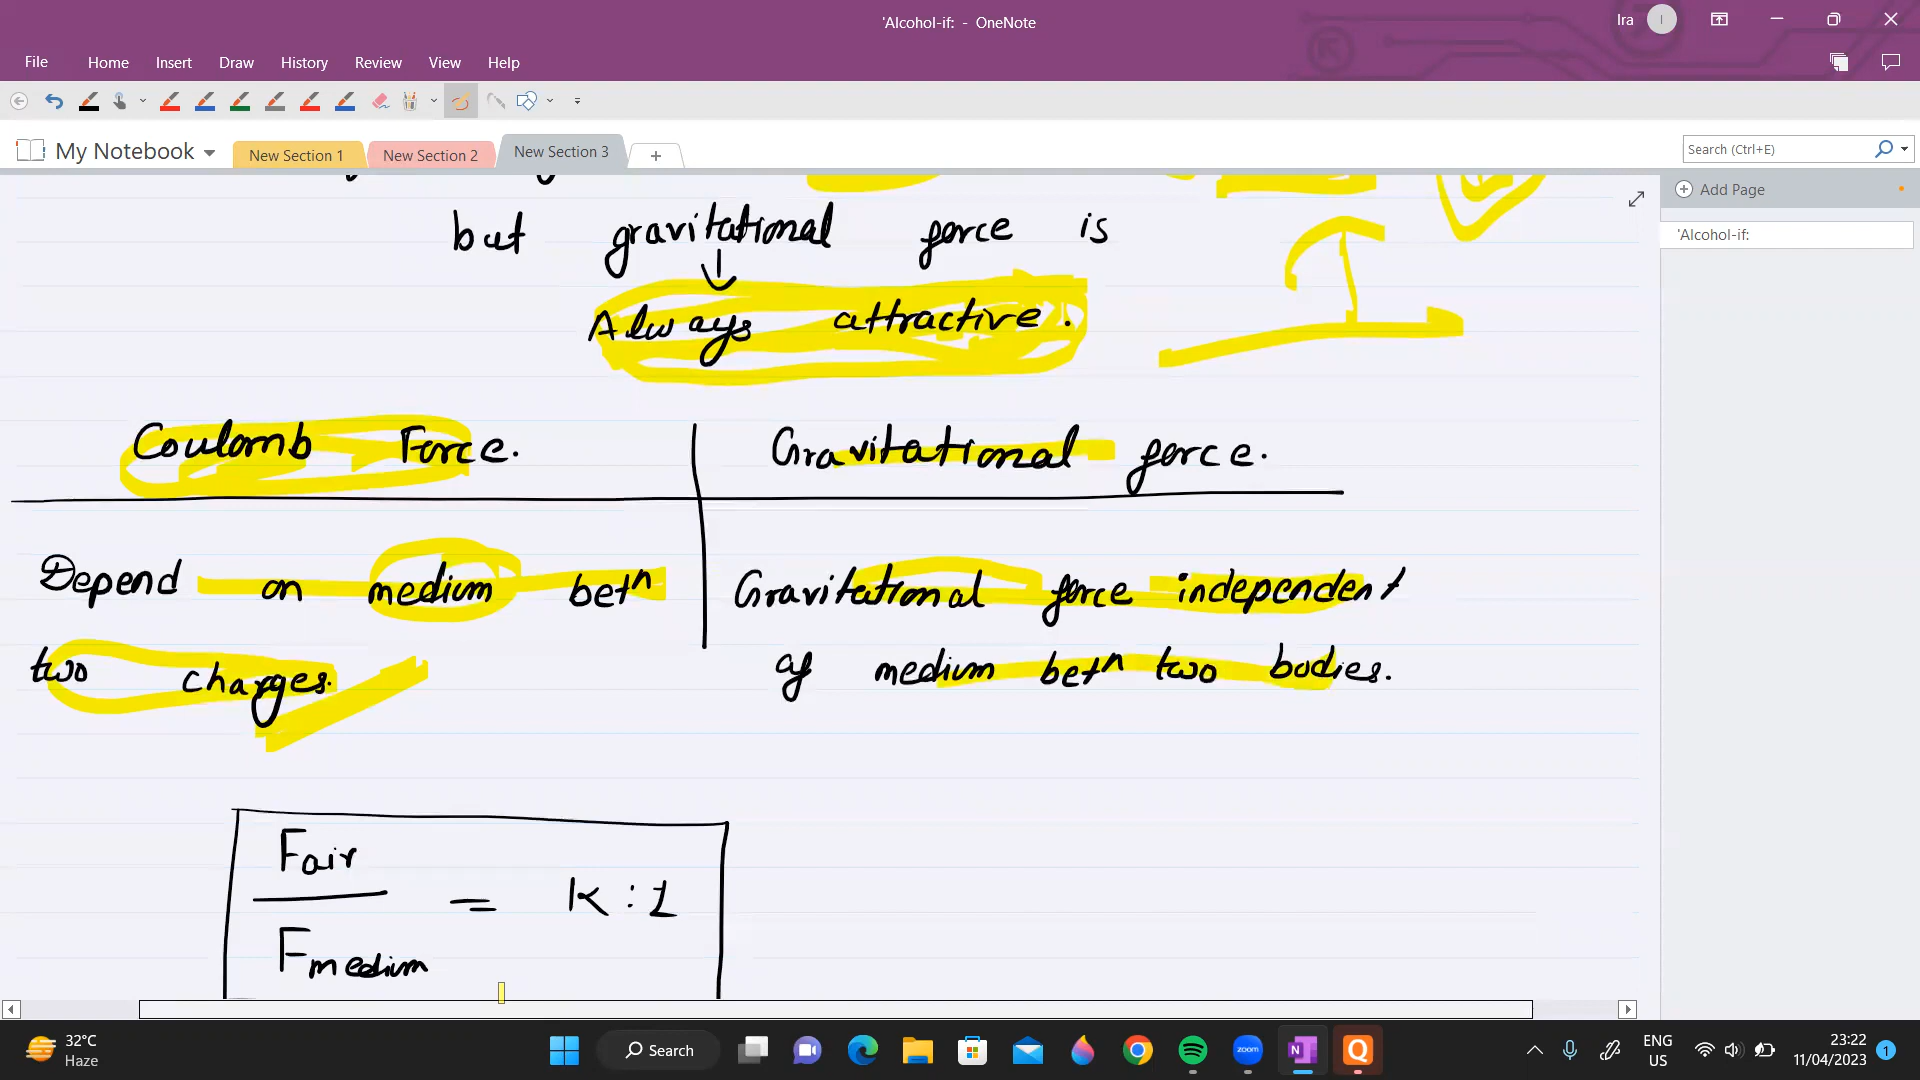 'Alcohol-if: - OneNote
Ira I
File Home Insert Draw History Review View Help
My Notebook New Section 1 New Section 2 New Section 3 +
Search (Ctrl+E)
Add Page
'Alcohol-if:
but gravitational force is
Always attractive.
Coulomb Force. Gravitational force.
Depend on medium betn Gravitational force independent
two charges. of medium betn two bodies.
Fair
= K : 1
Fmedium
32°C
Haze
Search
zoom
N
Q
ENG
US
23:22
11/04/2023
1